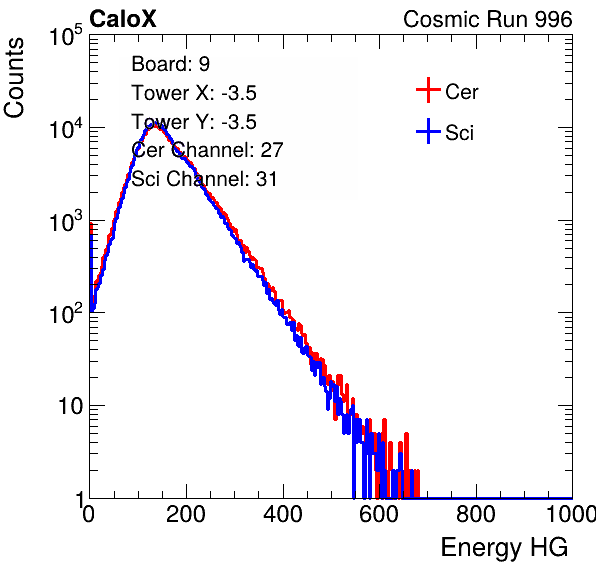 CaloX
Cosmic Run 996
Counts
10^5
10^4
10^3
10^2
10
1
Board: 9
Tower X: -3.5
Tower Y: -3.5
Cer Channel: 27
Sci Channel: 31
Cer
Sci
0 200 400 600 800 1000
Energy HG